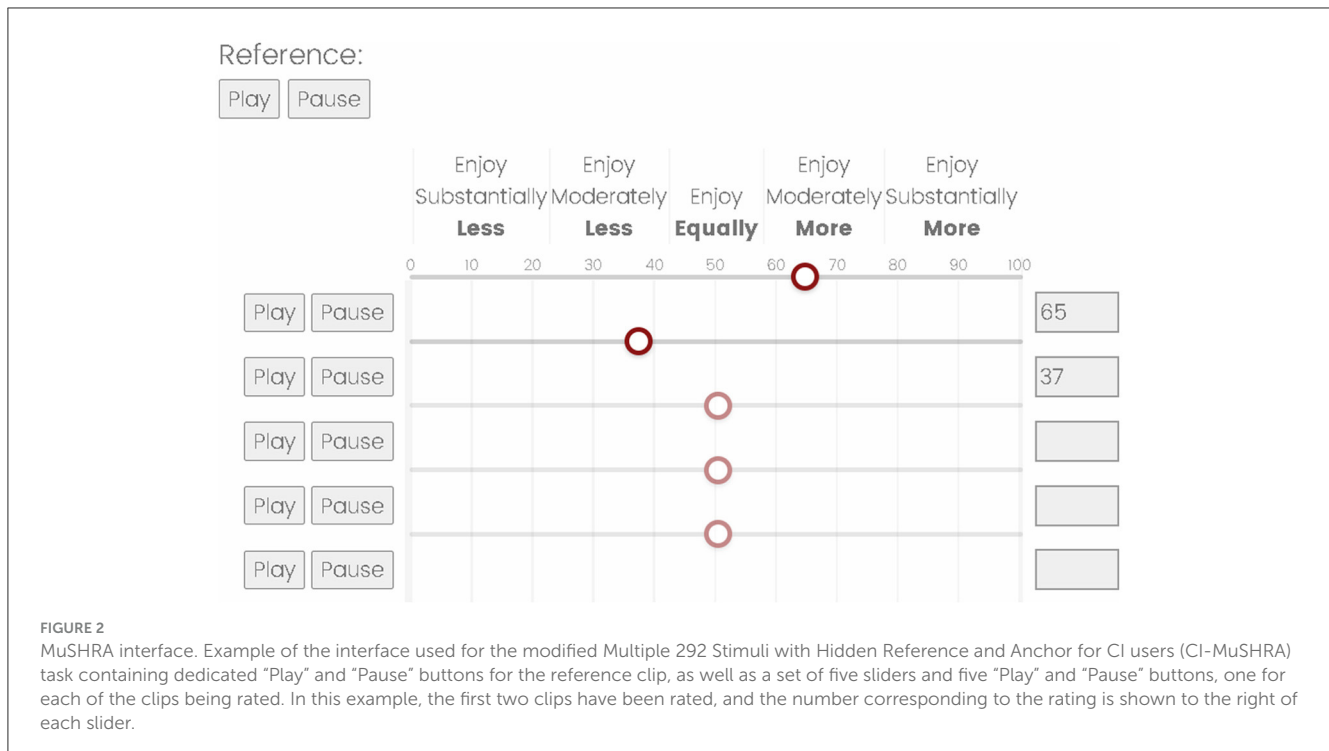 Reference:
Play Pause
Enjoy Substantially Less
Enjoy Moderately Less
Enjoy Equally
Enjoy Moderately More
Enjoy Substantially More
0 10 20 30 40 50 60 70 80 90 100
Play Pause 65
Play Pause 37
Play Pause
Play Pause
Play Pause
FIGURE 2
MuSHRA interface. Example of the interface used for the modified Multiple 292 Stimuli with Hidden Reference and Anchor for CI users (CI-MuSHRA)
task containing dedicated “Play” and “Pause” buttons for the reference clip, as well as a set of five sliders and five “Play” and “Pause” buttons, one for
each of the clips being rated. In this example, the first two clips have been rated, and the number corresponding to the rating is shown to the right of
each slider.